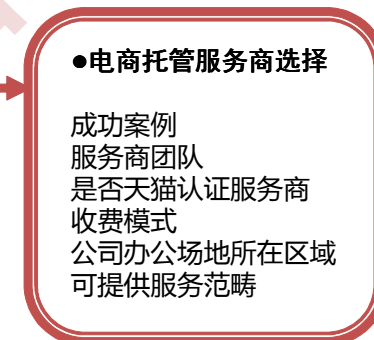 ●电商托管服务商选择
成功案例
服务商团队
是否天猫认证服务商
收费模式
公司办公场地所在区域
可提供服务范畴